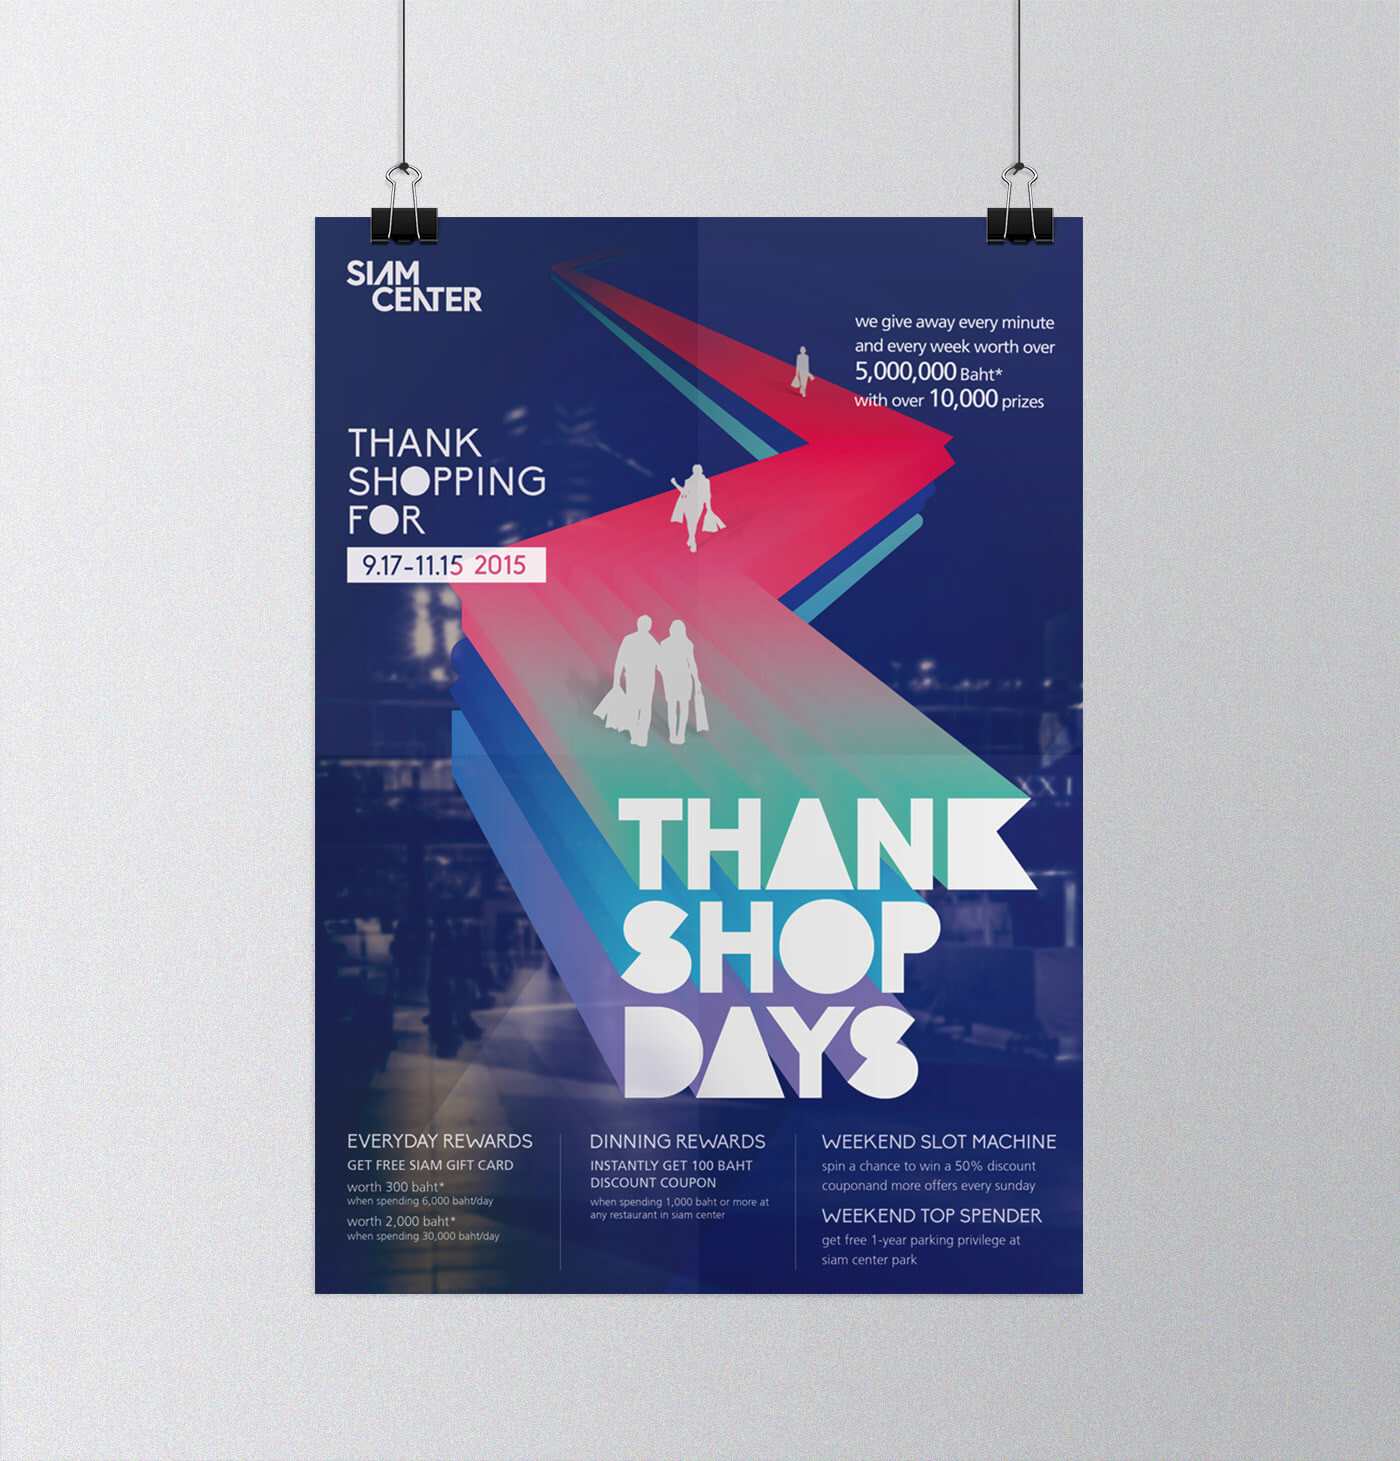 SIAM
CENTER
we give away every minute
and every week worth over
5,000,000 Baht*
with over 10,000 prizes
THANK
SHOPPING
FOR
9.17-11.15 2015
XXI
THANK
SHOP
DAYS
EVERYDAY REWARDS
GET FREE SIAM GIFT CARD
worth 300 baht*
when spending 6,000 baht/day
worth 2,000 baht*
when spending 30,000 baht/day
DINNING REWARDS
INSTANTLY GET 100 BAHT
DISCOUNT COUPON
when spending 1,000 baht or more at
any restaurant in siam center
WEEKEND SLOT MACHINE
spin a chance to win a 50% discount
couponand more offers every sunday
WEEKEND TOP SPENDER
get free 1-year parking privilege at
siam center park